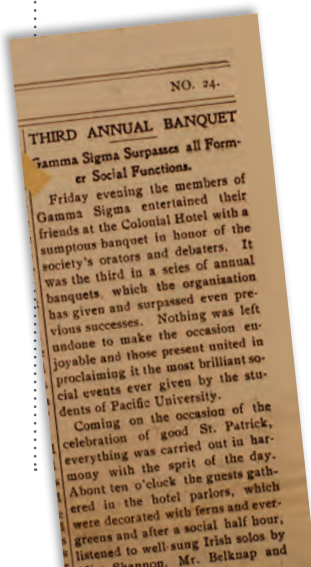 NO. 24.
THIRD ANNUAL BANQUET
Gamma Sigma Surpasses all Form-
er Social Functions.
Friday evening the members of
Gamma Sigma entertained their
friends at the Colonial Hotel with a
sumptous banquet in honor of the
society's orators and debaters. It
was the third in a seies of annual
banquets, which the organization
has given and surpassed even pre-
vious successes. Nothing was left
undone to make the occasion en-
joyable and those present united in
proclaiming it the most brilliant so-
cial events ever given by the stu-
dents of Pacific University.
Coming on the occasion of the
celebration of good St. Patrick,
everything was carried out in har-
mony with the sprit of the day.
About ten o'clock the guests gath-
ered in the hotel parlors, which
were decorated with ferns and ever-
greens and after a social half hour,
listened to well sung Irish solos by
Shannon, Mr. Belknap and